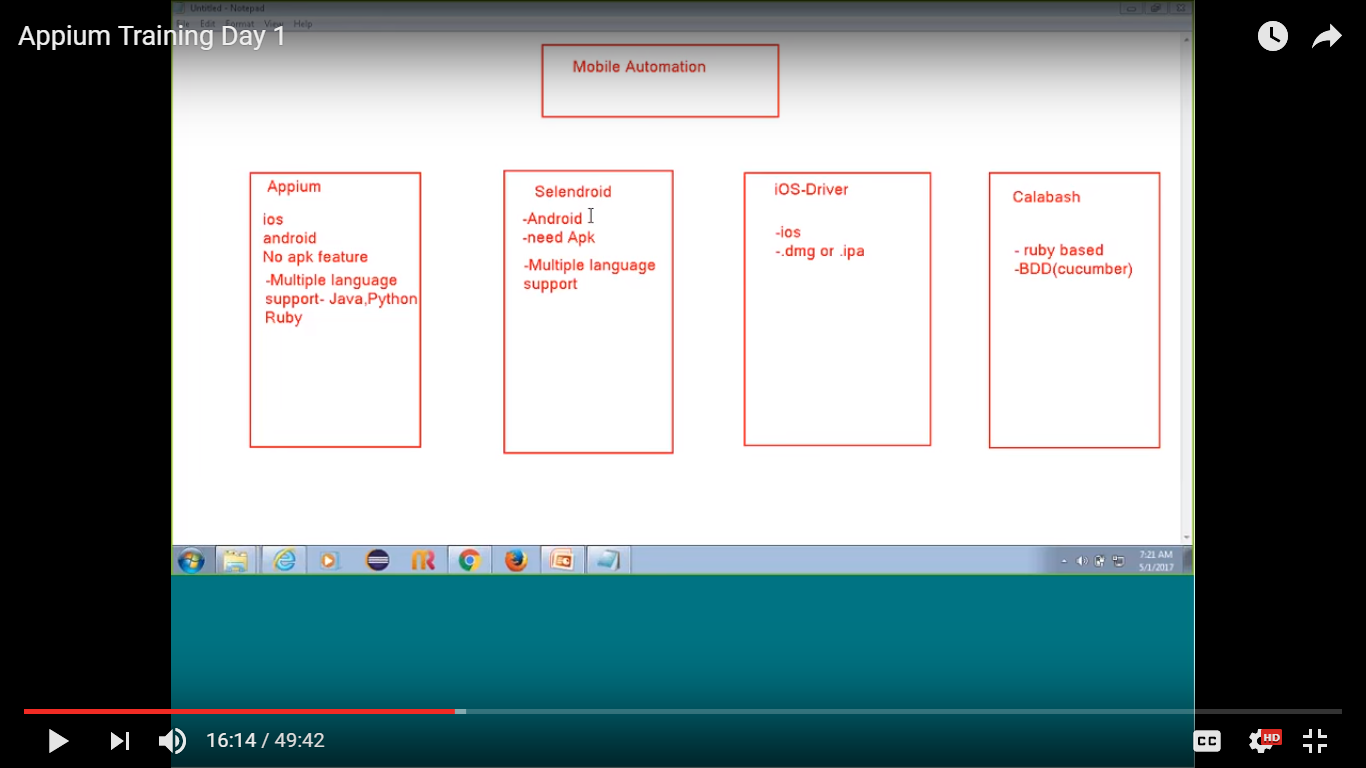 Untitled - Notepad
File Edit Format View Help
Appium Training Day 1
Mobile Automation
Appium
ios
android
No apk feature
-Multiple language
support- Java,Python
Ruby
Selendroid
-Android
-need Apk
-Multiple language
support
iOS-Driver
-ios
-.dmg or .ipa
Calabash
- ruby based
-BDD(cucumber)
7:21 AM
5/1/2017
16:14 / 49:42
CC
HD